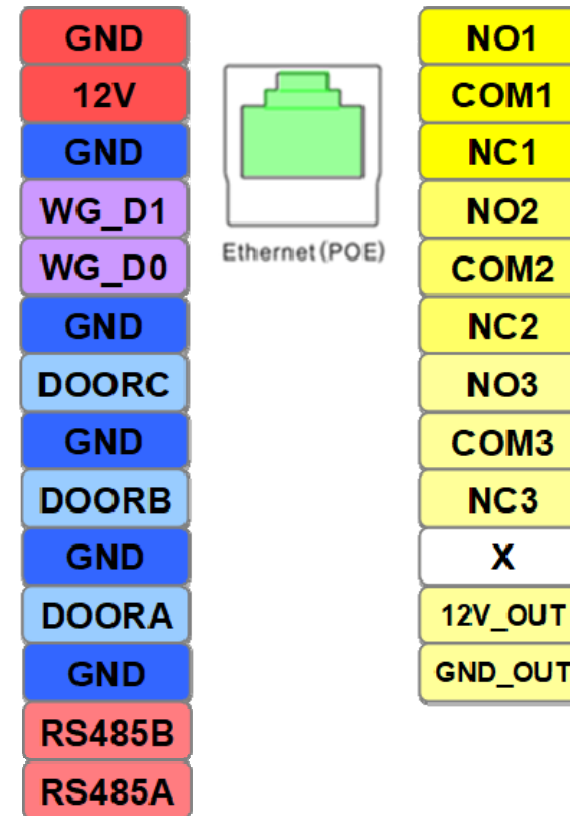 GND
12V
GND
WG_D1
WG_D0
GND
DOORC
GND
DOORB
GND
DOORA
GND
RS485B
RS485A
Ethernet(POE)
NO1
COM1
NC1
NO2
COM2
NC2
NO3
COM3
NC3
X
12V_OUT
GND_OUT